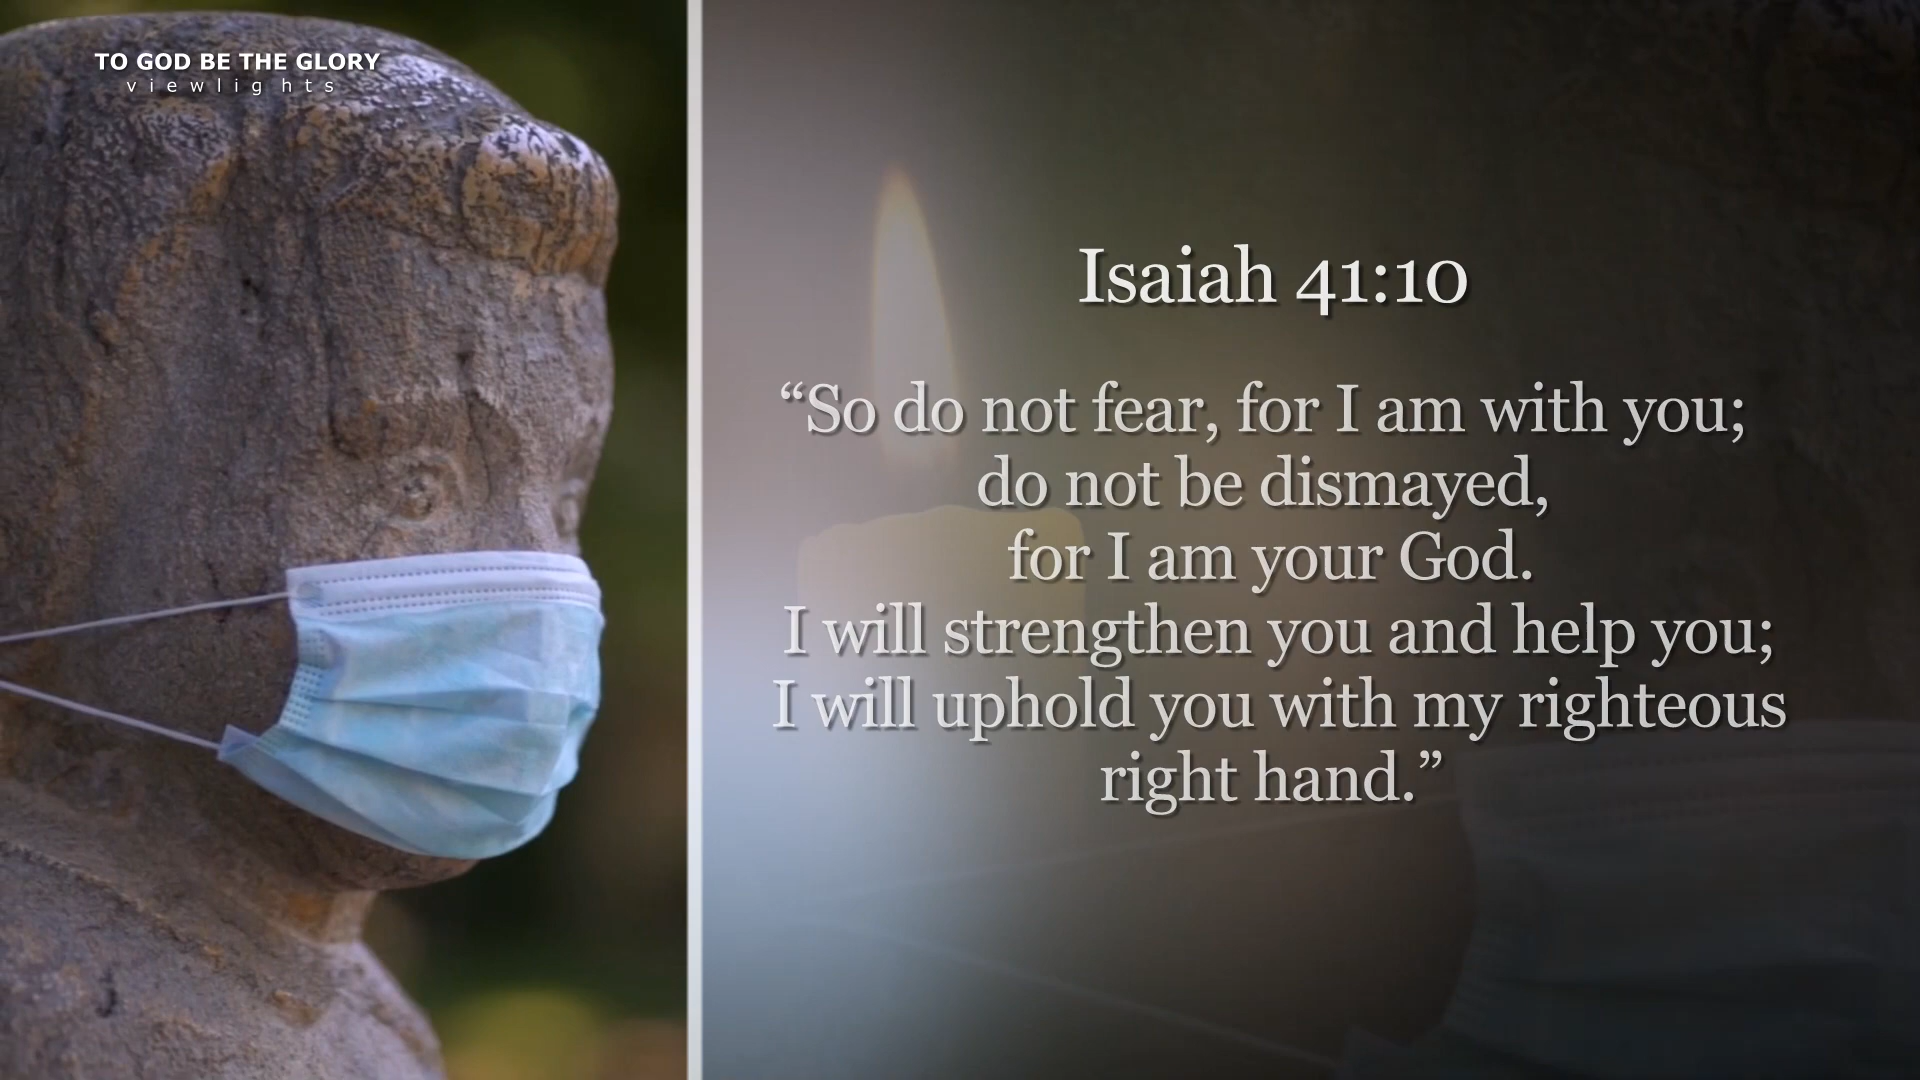 TO GOD BE THE GLORY
viewlights
Isaiah 41:10
“So do not fear, for I am with you;
do not be dismayed,
for I am your God.
I will strengthen you and help you;
I will uphold you with my righteous
right hand.”